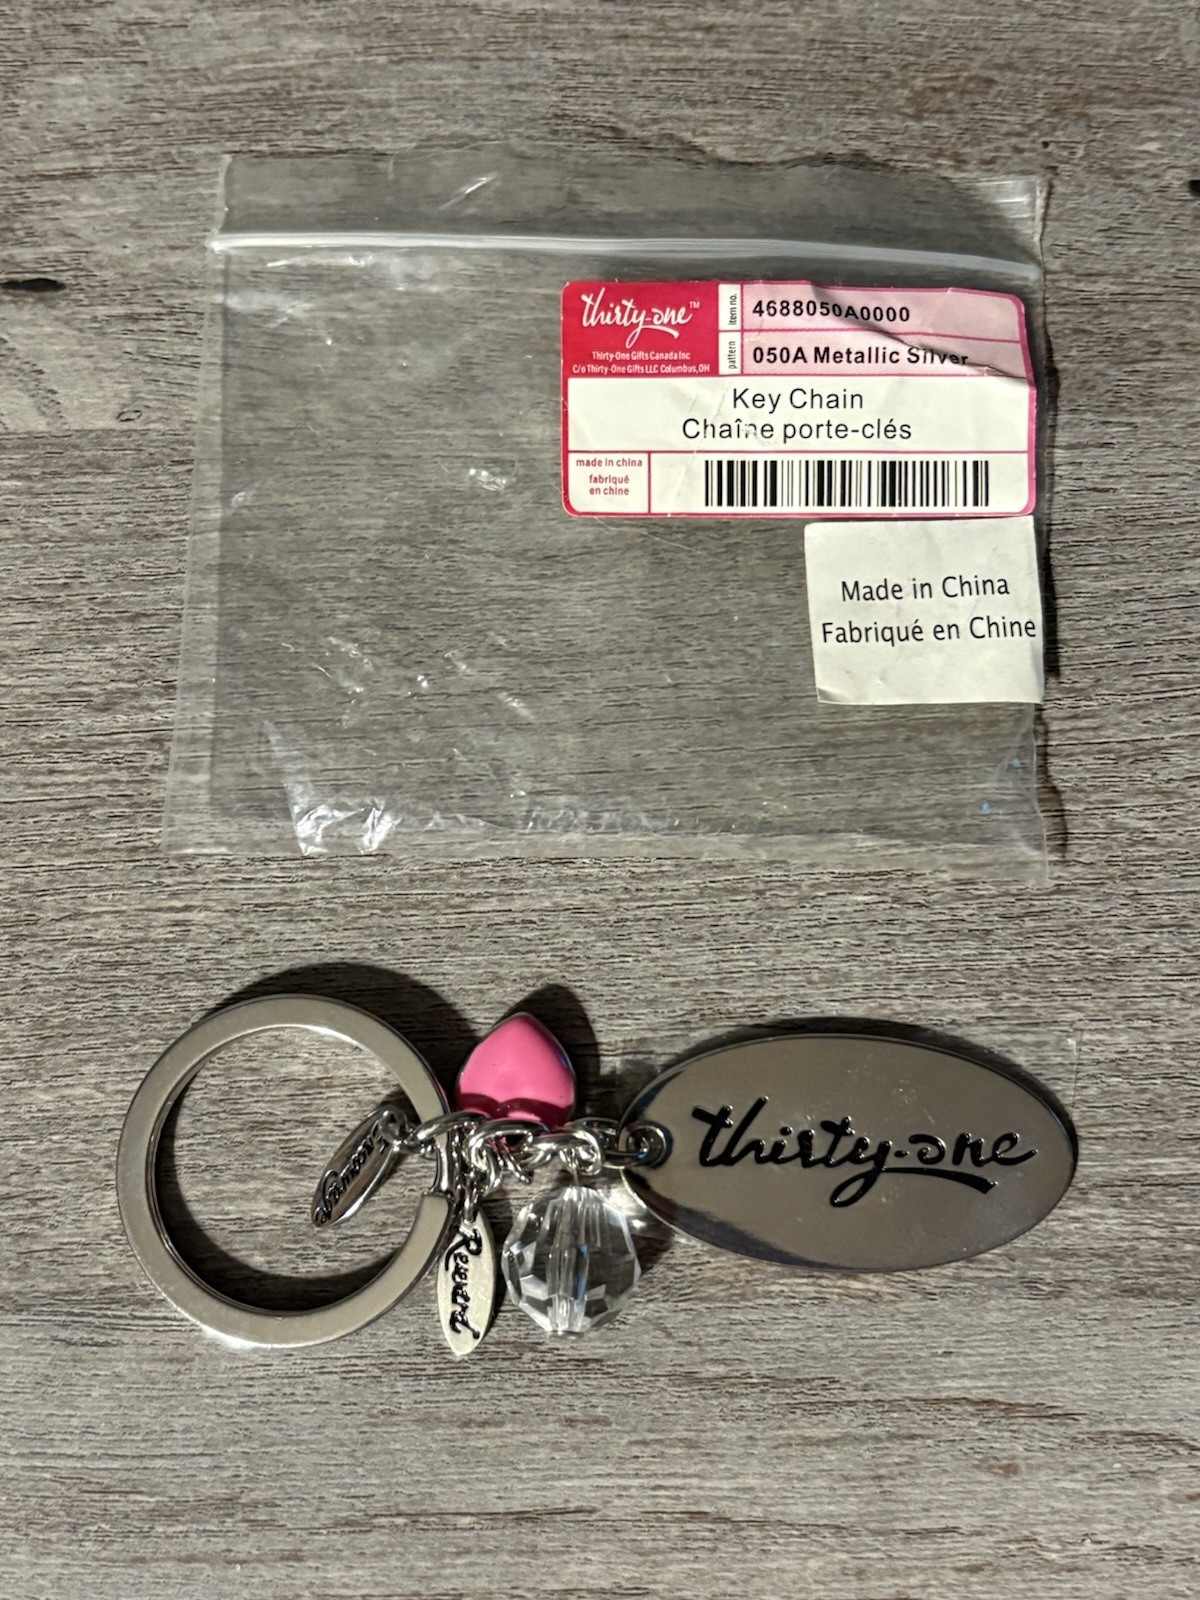 thirty-one™
Thirty-One Gifts Canada Inc
C/o Thirty-One Gifts LLC Columbus, OH
item no.
4688050A0000
pattern
050A Metallic Silver
Key Chain
Chaîne porte-clés
made in china
fabriqué
en chine
Made in China
Fabriqué en Chine
thirty-one
Encourage
Reward